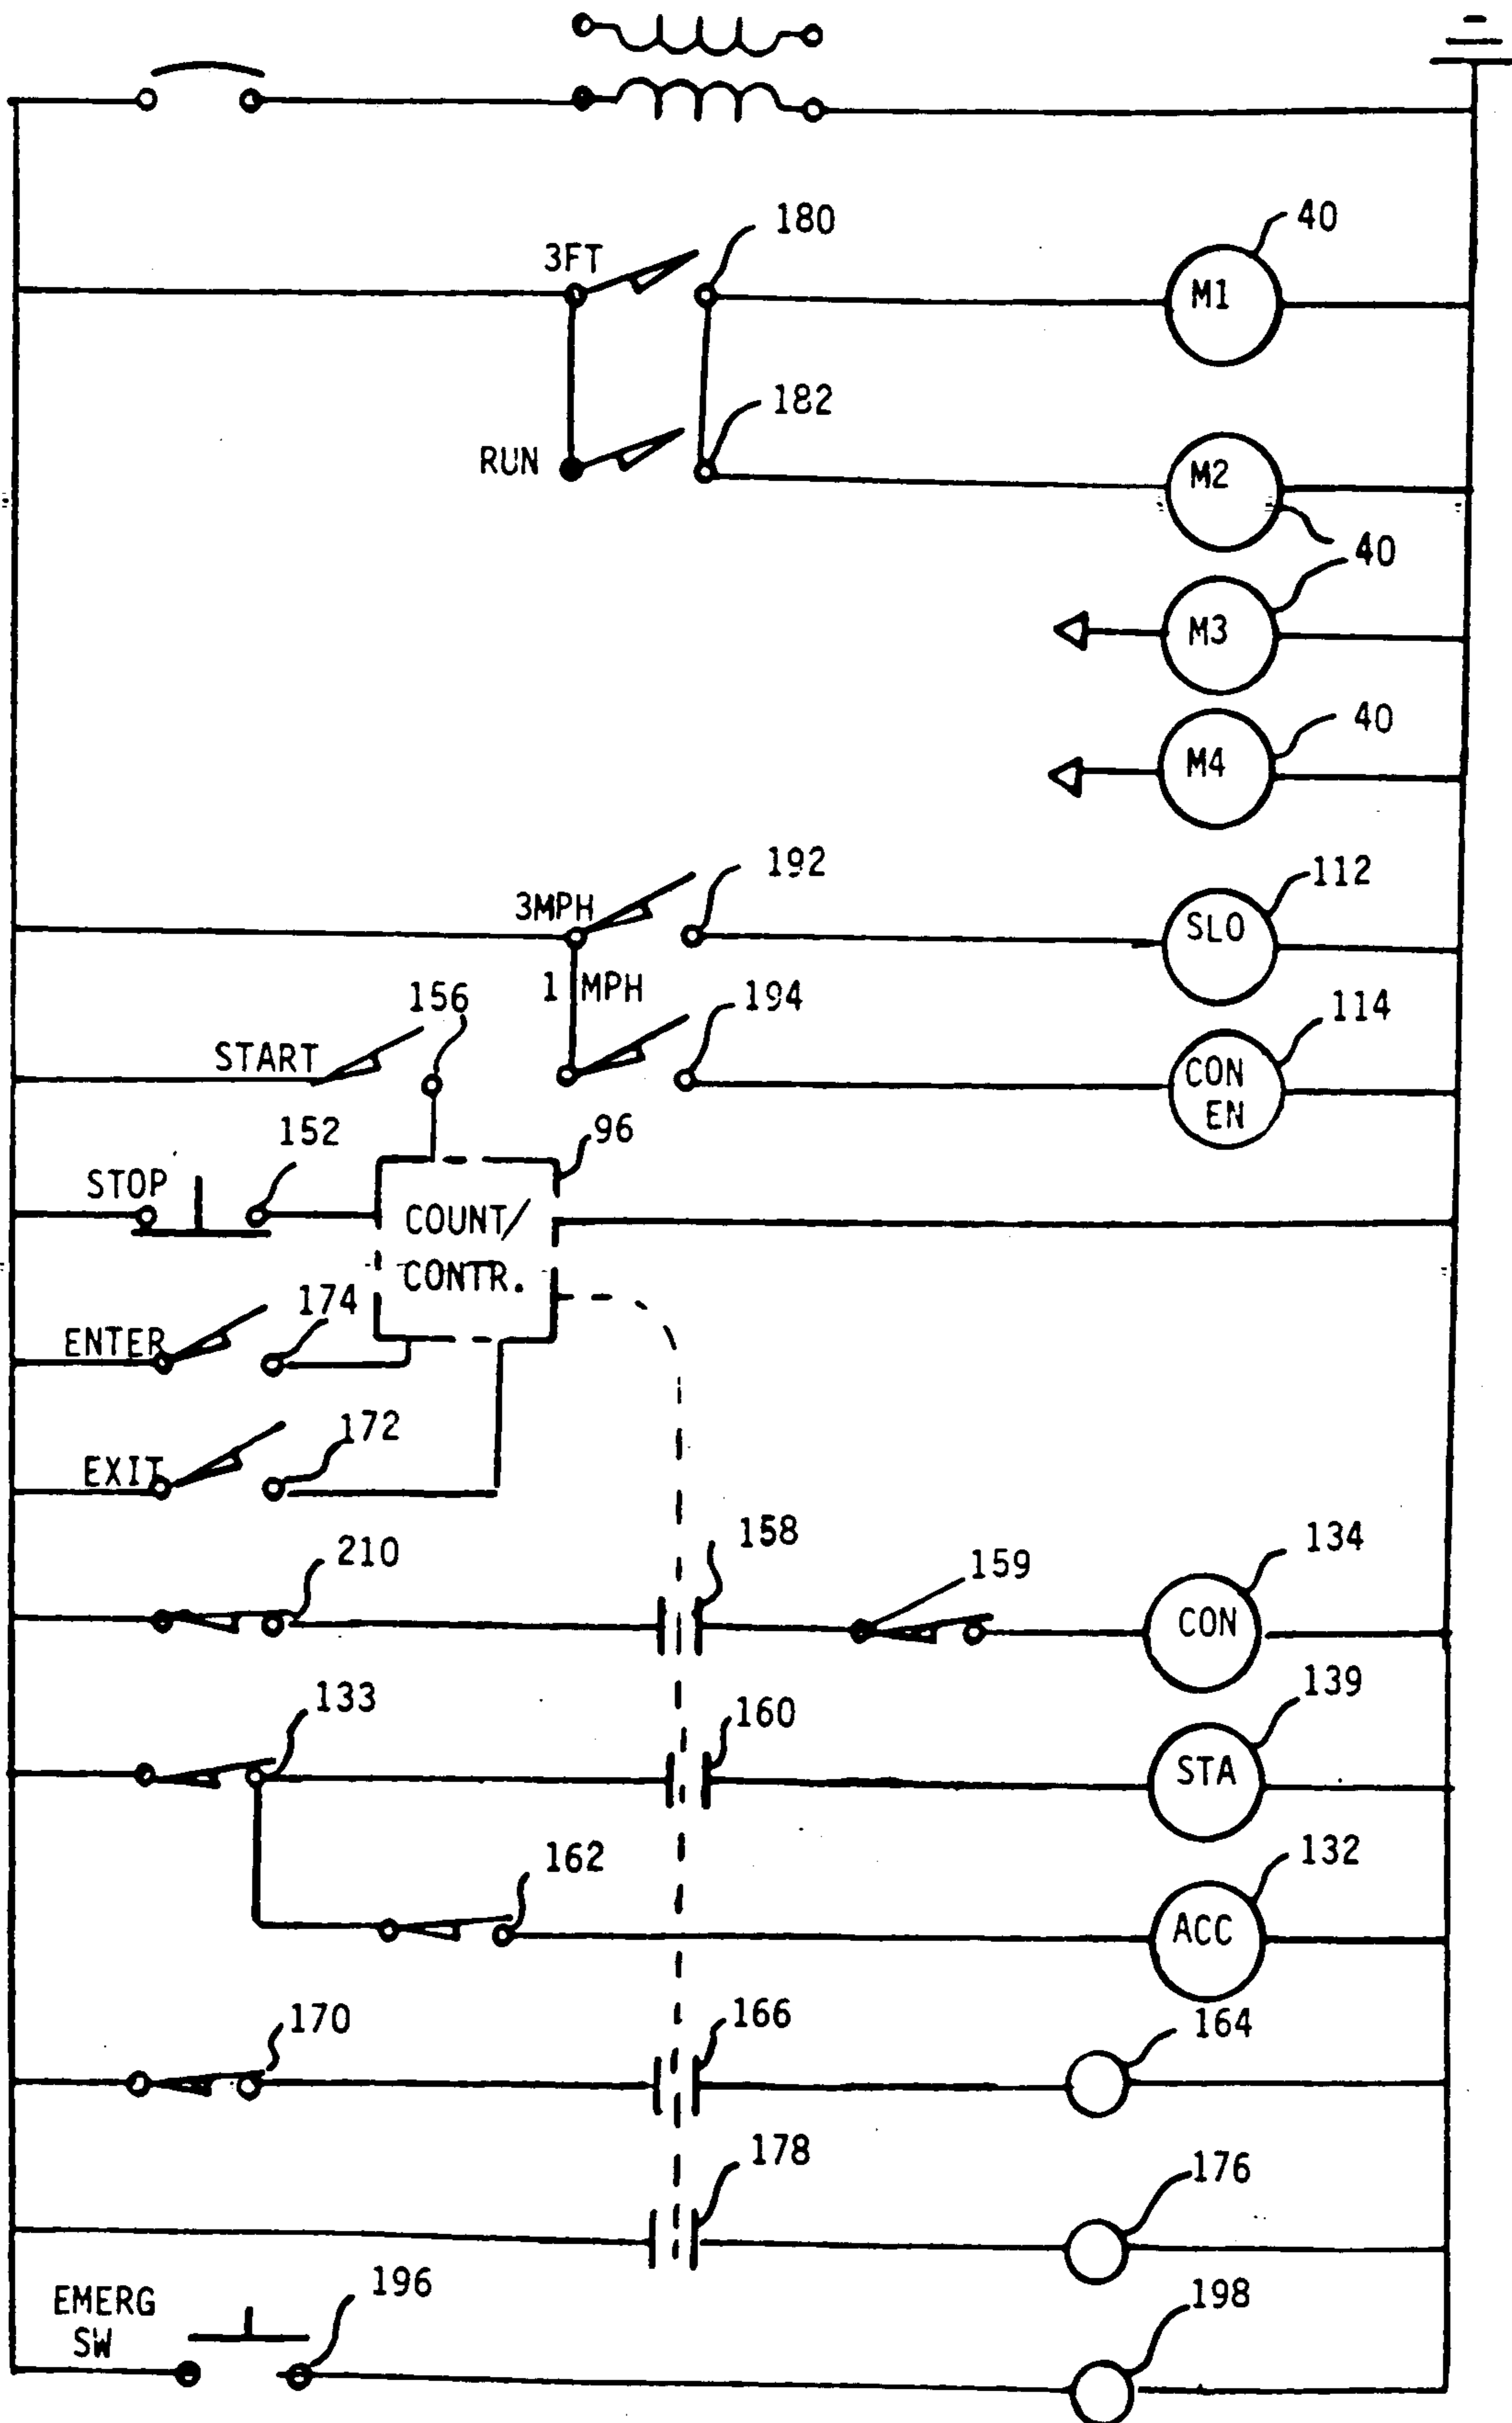 180
40
3FT
M1
182
RUN
M2
40
M3
40
M4
192
112
3MPH
SLO
1 MPH
156
194
114
START
CON
EN
152
96
STOP
COUNT/
CONTR.
174
ENTER
172
EXIT
210
158
159
134
CON
133
160
139
STA
162
132
ACC
170
166
164
178
176
EMERG
SW
196
198